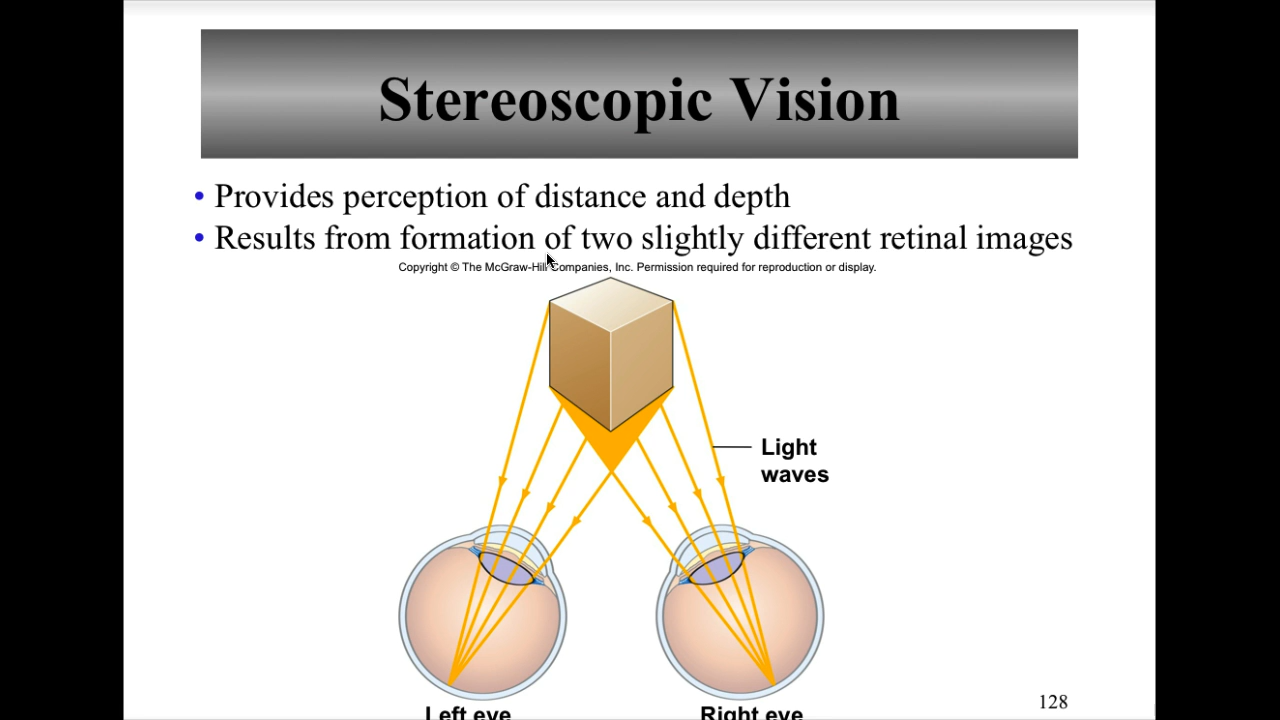 Stereoscopic Vision
• Provides perception of distance and depth
• Results from formation of two slightly different retinal images
Copyright © The McGraw-Hill Companies, Inc. Permission required for reproduction or display.
Light
waves
Left eye
Right eye
128